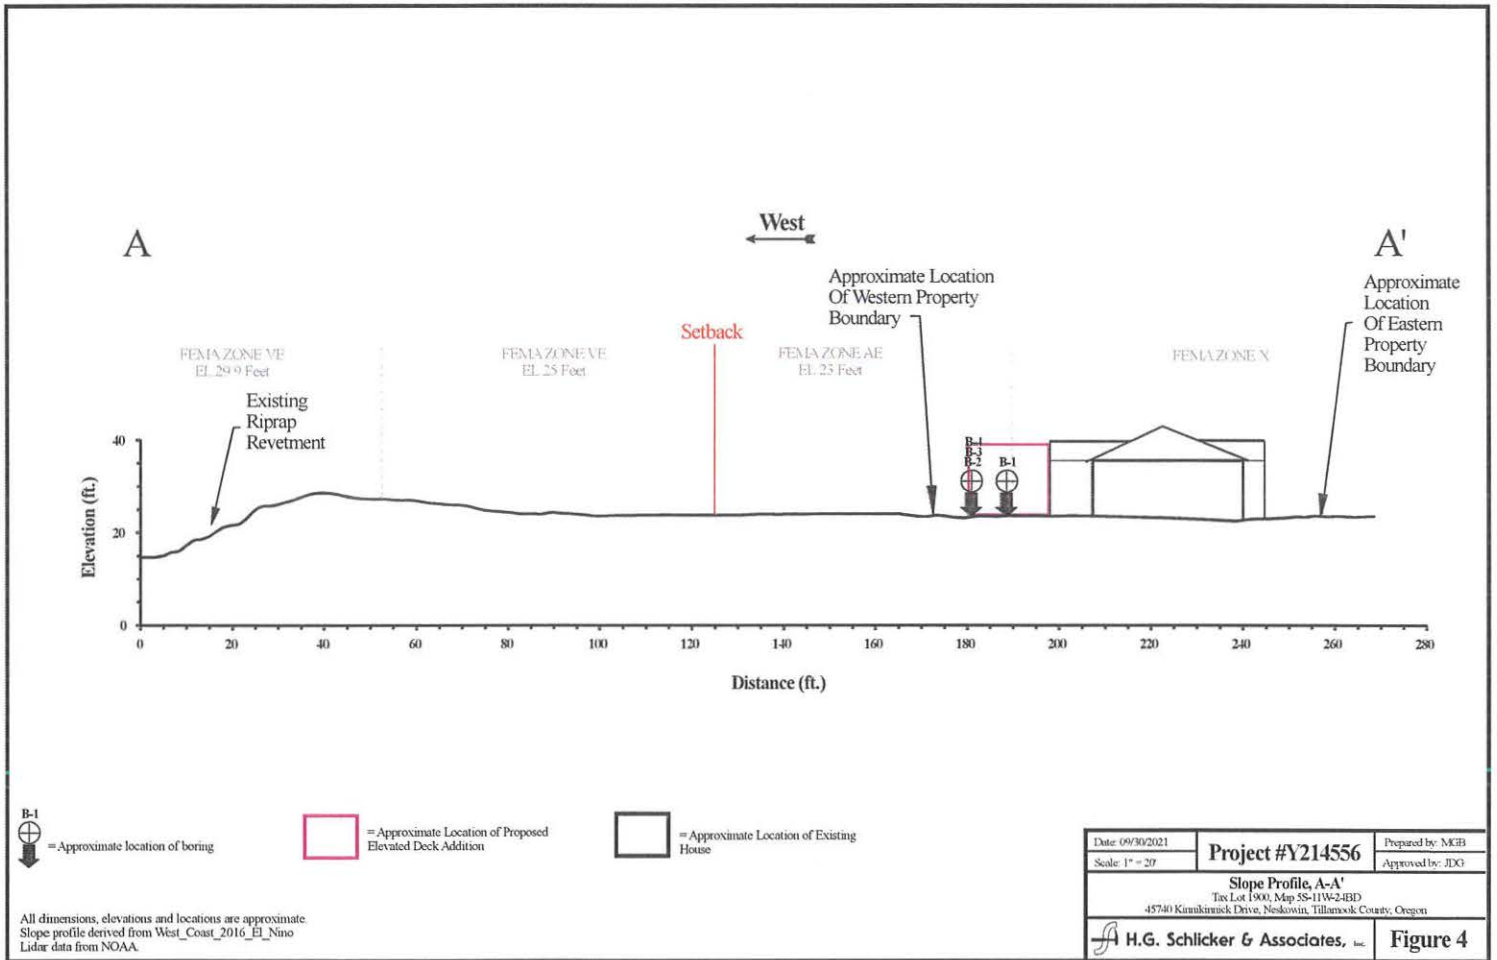 West
A
A'
Approximate Location
Of Western Property
Boundary
Approximate
Location
Of Eastern
Property
Boundary
Setback
FEMA ZONE VE
EL 29.9 Feet
FEMA ZONE VE
EL 25 Feet
FEMA ZONE AE
EL 23 Feet
FEMA ZONE X
Existing
Riprap
Revetment
40
20
0
Elevation (ft.)
B-1
B-3
B-2
B-1
0 20 40 60 80 100 120 140 160 180 200 220 240 260 280
Distance (ft.)
B-1
= Approximate location of boring
= Approximate Location of Proposed
Elevated Deck Addition
= Approximate Location of Existing
House
All dimensions, elevations and locations are approximate.
Slope profile derived from West_Coast_2016_El_Nino
Lidar data from NOAA.
Date: 09/30/2021
Scale: 1" = 20'
Project #Y214556
Prepared by: MGB
Approved by: JDG
Slope Profile, A-A'
Tax Lot 1900, Map 5S-11W-24BD
45740 Kinnikinnick Drive, Neskowin, Tillamook County, Oregon
H.G. Schlicker & Associates, Inc.
Figure 4